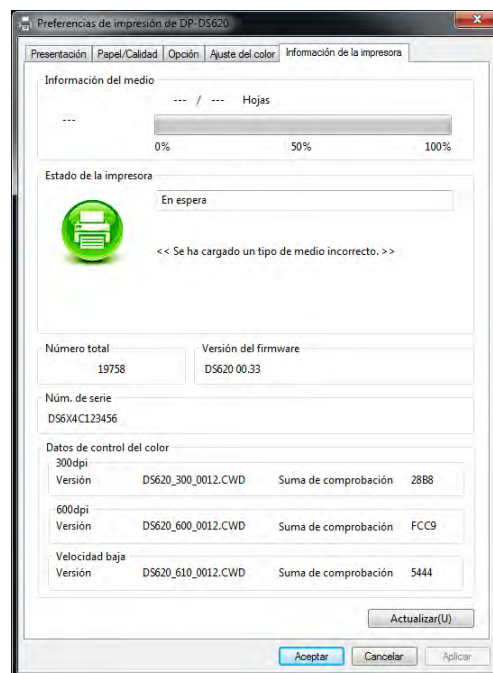 Preferencias de impresión de DP-DS620
Presentación Papel/Calidad Opción Ajuste del color Información de la impresora
Información del medio
--- / --- Hojas
---
0% 50% 100%
Estado de la impresora
En espera
<< Se ha cargado un tipo de medio incorrecto. >>
Número total Versión del firmware
19758 DS620 00.33
Núm. de serie
DS6X4C123456
Datos de control del color
300dpi
Versión DS620_300_0012.CWD Suma de comprobación 28B8
600dpi
Versión DS620_600_0012.CWD Suma de comprobación FCC9
Velocidad baja
Versión DS620_610_0012.CWD Suma de comprobación 5444
Actualizar(U)
Aceptar Cancelar Aplicar